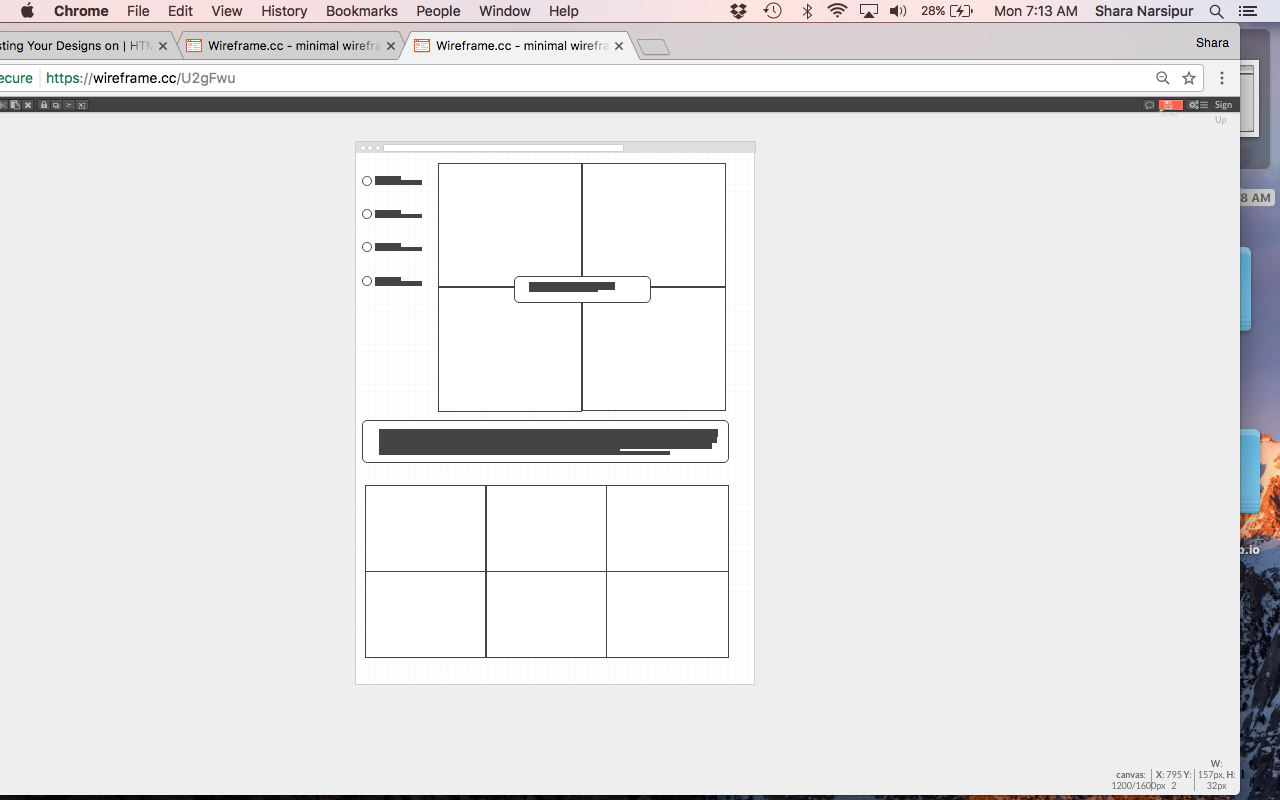 Chrome File Edit View History Bookmarks People Window Help 28% Mon 7:13 AM Shara Narsipur
sting Your Designs on | HTM Wireframe.cc - minimal wirefra Wireframe.cc - minimal wirefra Shara
ecure https://wireframe.cc/U2gFwu
Sign
Up
8 AM
o.io
W:
canvas: X: 795 Y: 157px, H:
1200/1600px 2 32px